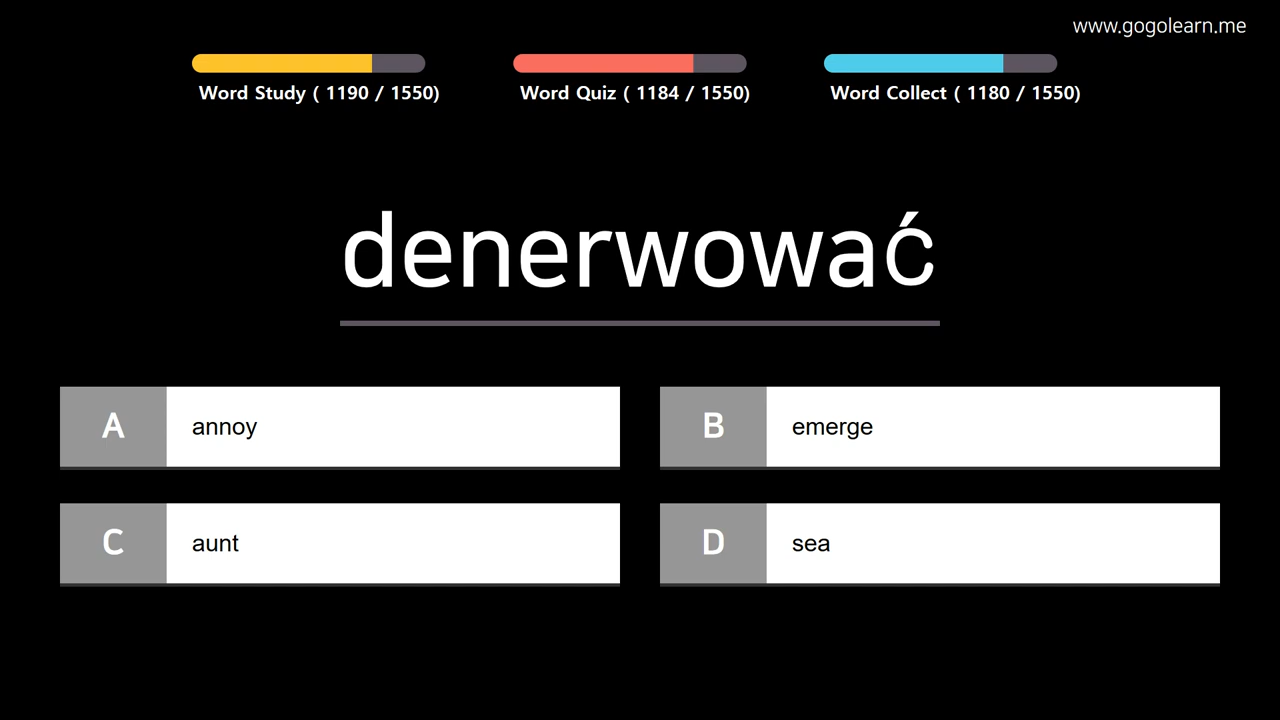 www.gogolearn.me
Word Study ( 1190 / 1550)
Word Quiz ( 1184 / 1550)
Word Collect ( 1180 / 1550)
denerwować
A annoy
B emerge
C aunt
D sea